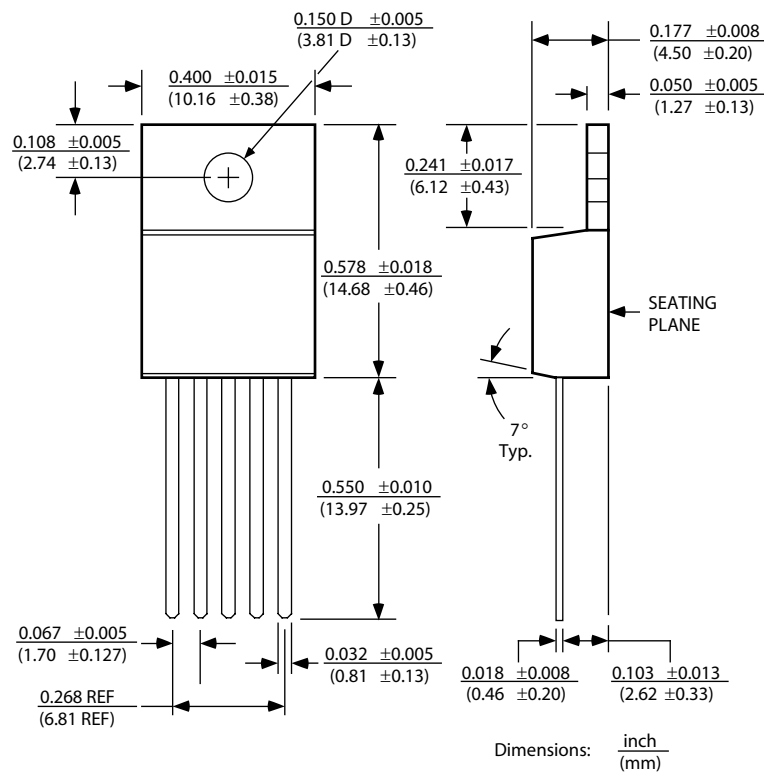 0.150 D ±0.005
(3.81 D ±0.13)
0.177 ±0.008
(4.50 ±0.20)
0.400 ±0.015
(10.16 ±0.38)
0.050 ±0.005
(1.27 ±0.13)
0.108 ±0.005
(2.74 ±0.13)
0.241 ±0.017
(6.12 ±0.43)
0.578 ±0.018
(14.68 ±0.46)
SEATING
PLANE
7°
Typ.
0.550 ±0.010
(13.97 ±0.25)
0.067 ±0.005
(1.70 ±0.127)
0.032 ±0.005
(0.81 ±0.13)
0.018 ±0.008
(0.46 ±0.20)
0.103 ±0.013
(2.62 ±0.33)
0.268 REF
(6.81 REF)
Dimensions: inch
(mm)